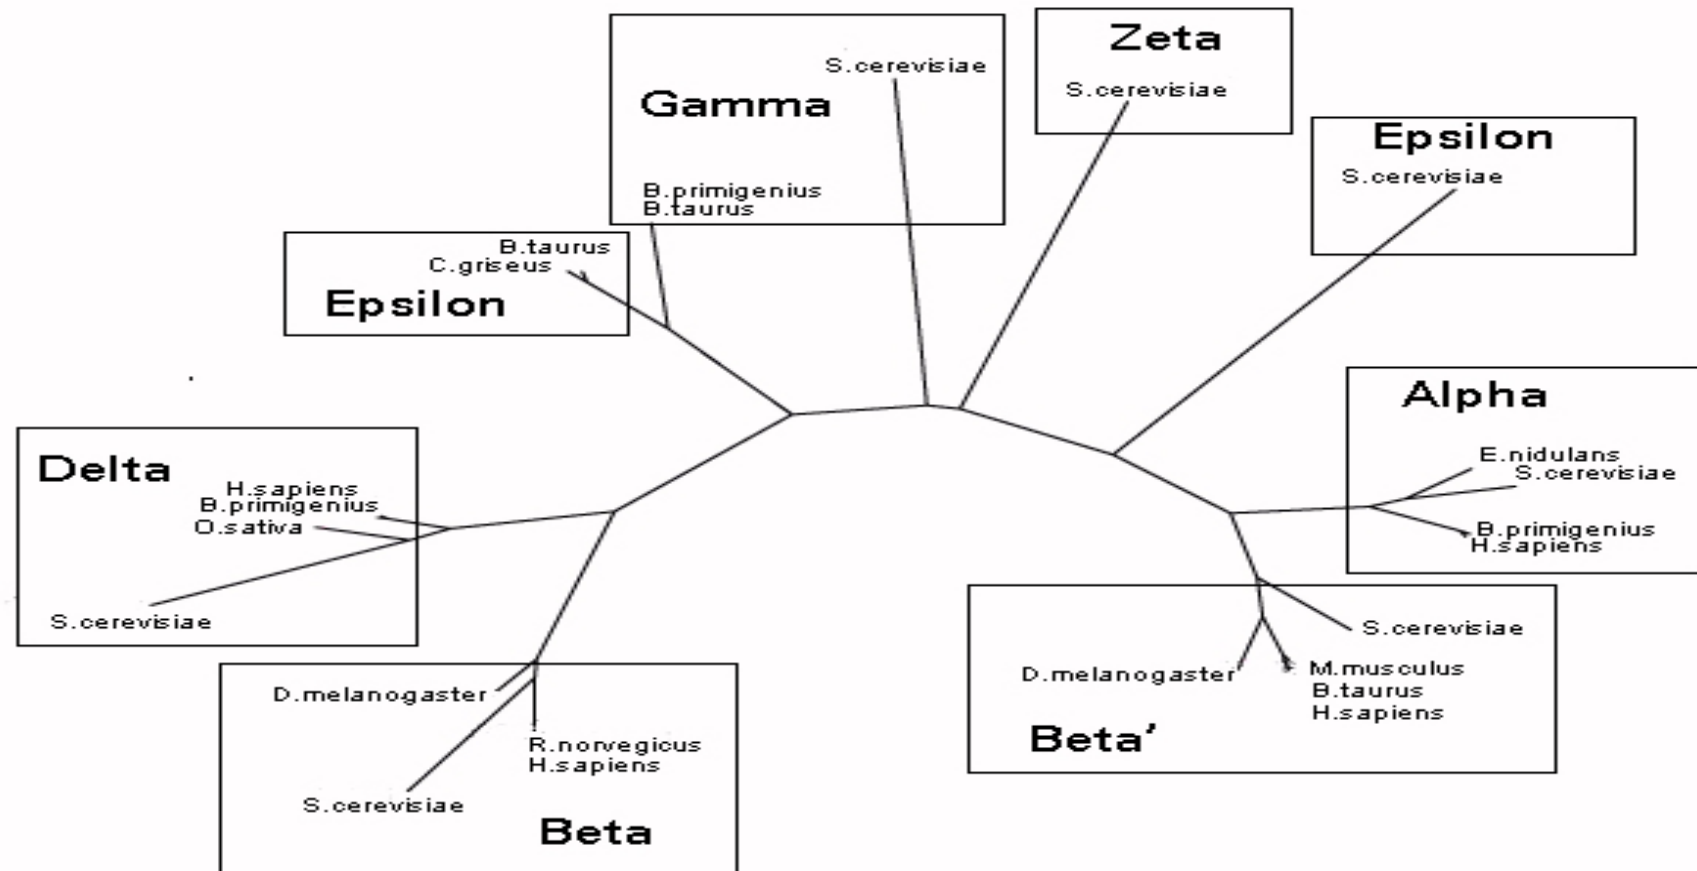 Gamma
S.cerevisiae
B.primigenius
B.taurus
Zeta
S.cerevisiae
Epsilon
S.cerevisiae
B.taurus
C.griseus
Epsilon
Alpha
E.nidulans
S.cerevisiae
B.primigenius
H.sapiens
Delta
H.sapiens
B.primigenius
O.sativa
S.cerevisiae
D.melanogaster
R.norvegicus
H.sapiens
S.cerevisiae
Beta
S.cerevisiae
D.melanogaster
M.musculus
B.taurus
H.sapiens
Beta'